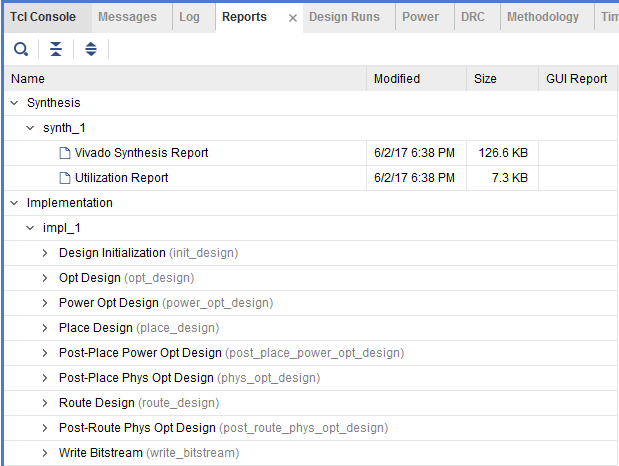 Tcl Console Messages Log Reports Design Runs Power DRC Methodology Tim
Name Modified Size GUI Report
Synthesis
synth_1
Vivado Synthesis Report 6/2/17 6:38 PM 126.6 KB
Utilization Report 6/2/17 6:38 PM 7.3 KB
Implementation
impl_1
Design Initialization (init_design)
Opt Design (opt_design)
Power Opt Design (power_opt_design)
Place Design (place_design)
Post-Place Power Opt Design (post_place_power_opt_design)
Post-Place Phys Opt Design (phys_opt_design)
Route Design (route_design)
Post-Route Phys Opt Design (post_route_phys_opt_design)
Write Bitstream (write_bitstream)